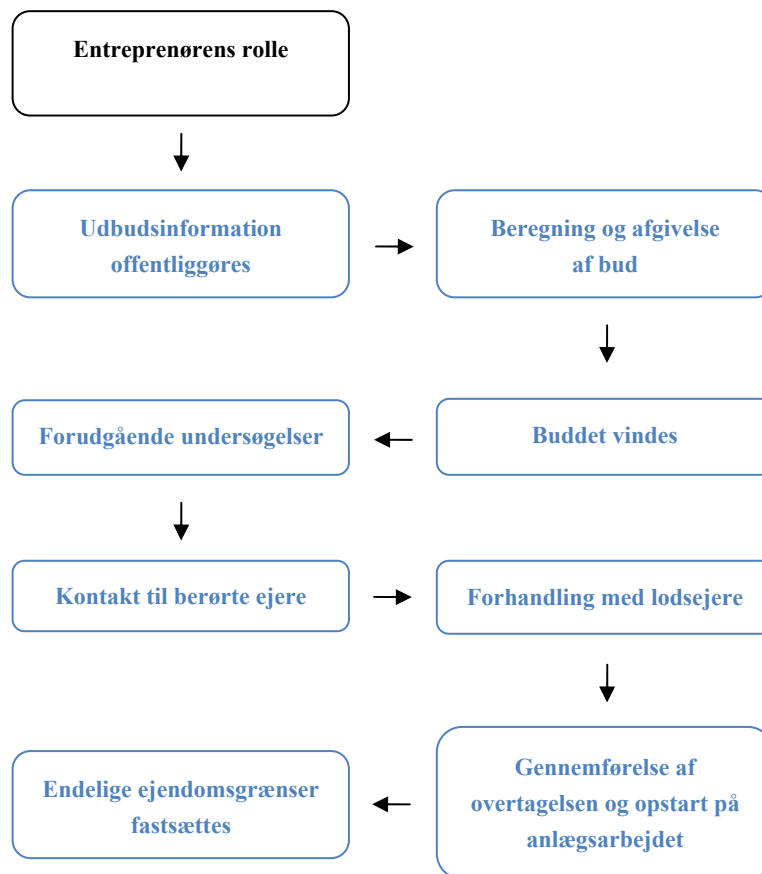 Entreprenørens rolle
Udbudsinformation
offentliggøres
Beregning og afgivelse
af bud
Buddet vindes
Forudgående undersøgelser
Kontakt til berørte ejere
Forhandling med lodsejere
Gennemførelse af
overtagelsen og opstart på
anlægsarbejdet
Endelige ejendomsgrænser
fastsættes